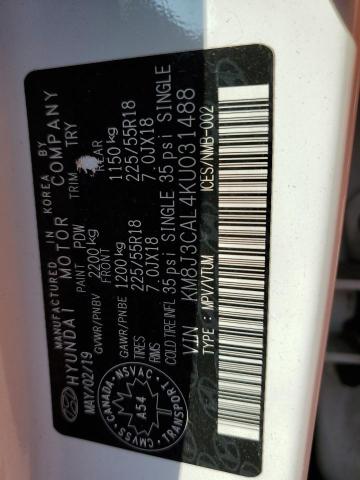 MANUFACTURED IN KOREA BY
HYUNDAI MOTOR COMPANY
MAY/02/19 PAINT PDW TRIM TRY
GVWR/PNBV 2200kg
FRONT REAR
GAWR/PNBE 1200kg 1150kg
TIRES 225/55R18 225/55R18
RIMS 7.0JX18 7.0JX18
COLD TIRE INFL 35 psi SINGLE 35 psi SINGLE
VIN KM8J3CAL4KU031488
TYPE : MPV/VTUM ICES/NMB-002
CANADA · MSVAC · TRANSPORT · CMVSS ·
A54